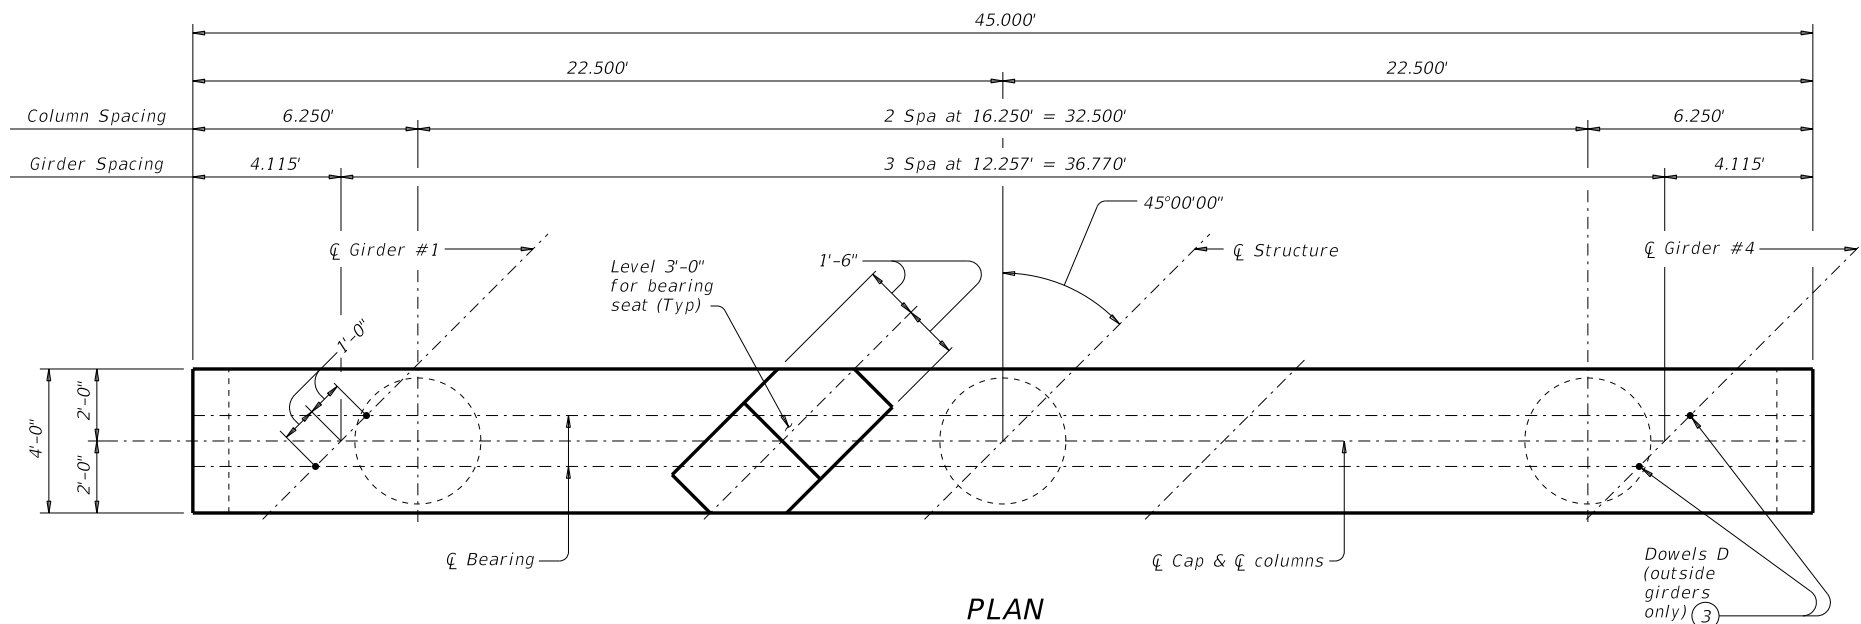 45.000'
22.500'
22.500'
Column Spacing
6.250'
2 Spa at 16.250' = 32.500'
6.250'
Girder Spacing
4.115'
3 Spa at 12.257' = 36.770'
4.115'
45°00'00"
℄ Girder #1
Level 3'-0"
for bearing
seat (Typ)
1'-6"
℄ Structure
℄ Girder #4
1'-0"
4'-0"
2'-0"
2'-0"
℄ Bearing
℄ Cap & ℄ columns
Dowels D
(outside
girders
only) 3
PLAN